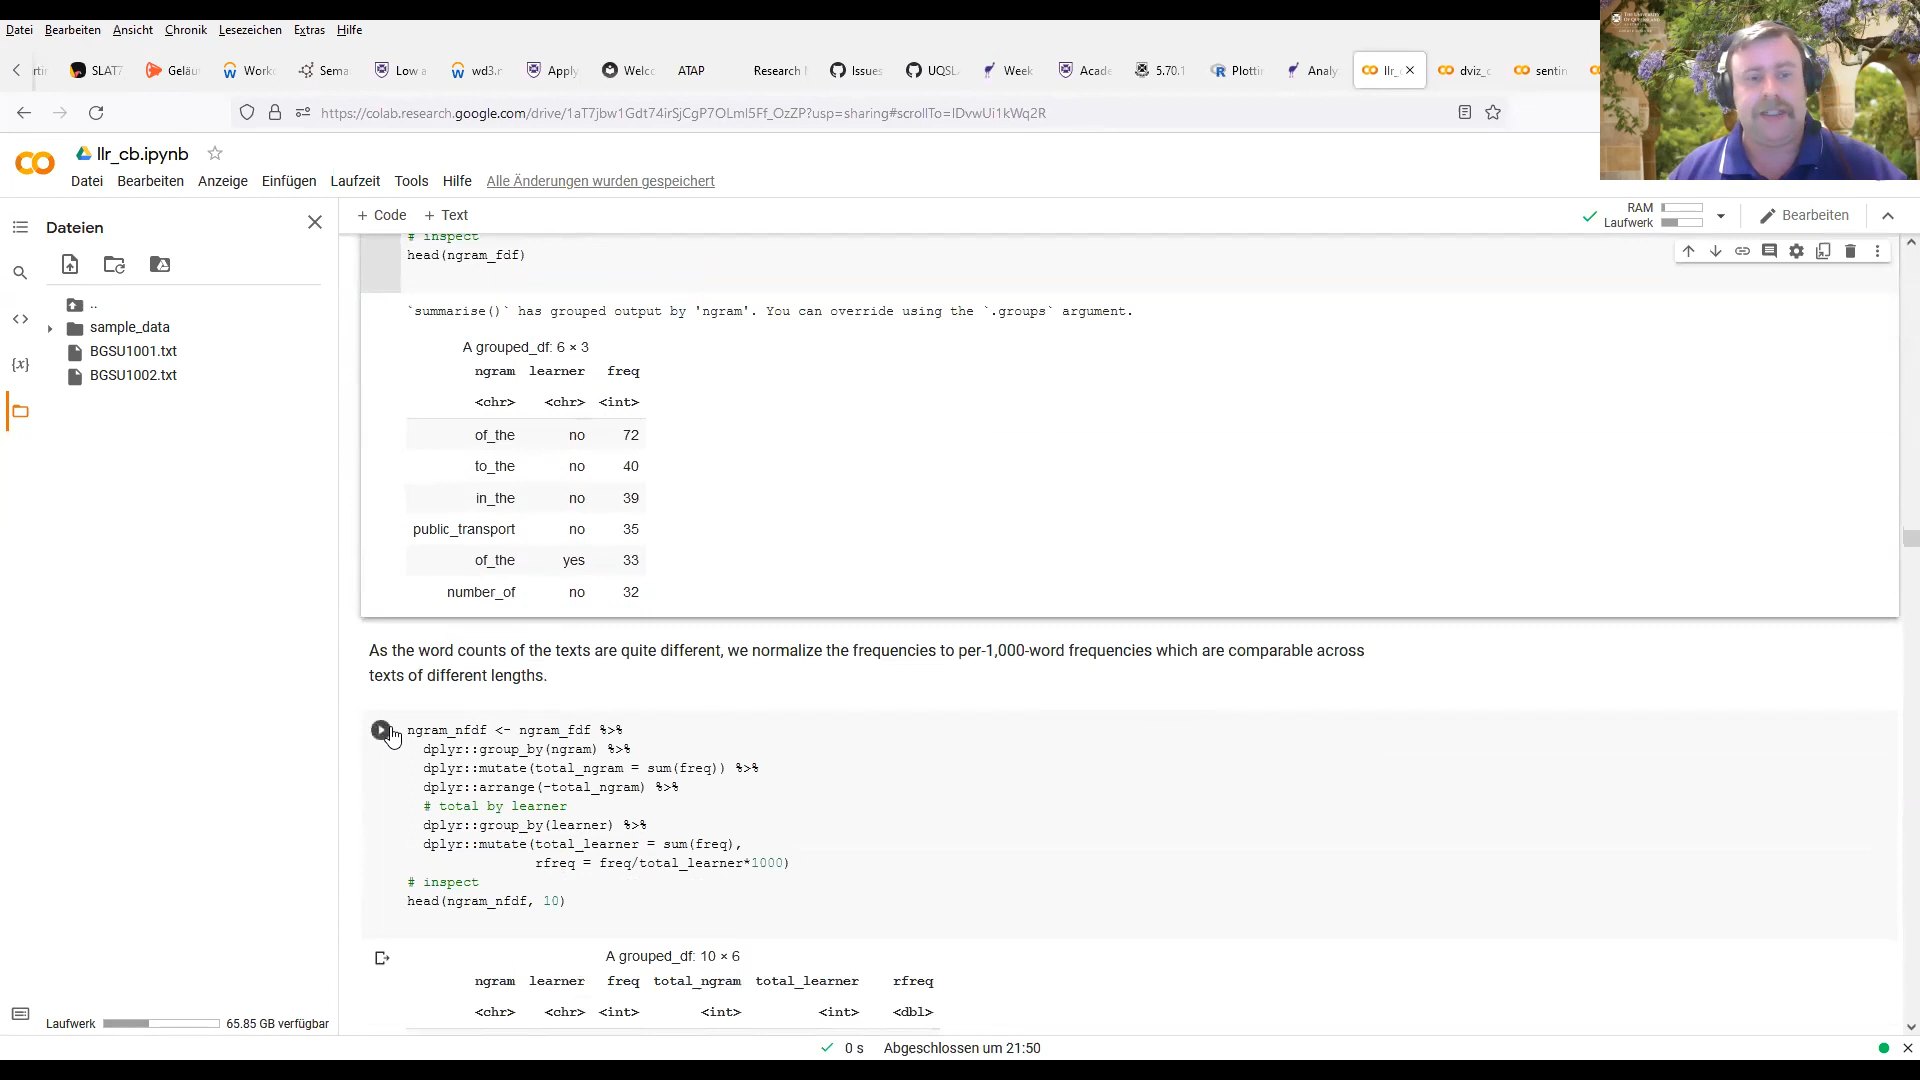 Datei Bearbeiten Ansicht Chronik Lesezeichen Extras Hilfe
SLAT7 Geläu Work Sema Low a wd3.r Apply Welco ATAP Research Issues UQSL Week Acade 5.70.1 Plottin Analy llr_ dviz_c sentin
https://colab.research.google.com/drive/1aT7jbw1Gdt74irSjCgP7OLmI5Ff_OzZP?usp=sharing#scrollTo=IDvwUi1kWq2R
llr_cb.ipynb
Datei Bearbeiten Anzeige Einfügen Laufzeit Tools Hilfe Alle Änderungen wurden gespeichert
Dateien
+ Code + Text
RAM
Laufwerk
Bearbeiten
..
sample_data
BGSU1001.txt
BGSU1002.txt
# inspect
head(ngram_fdf)
`summarise()` has grouped output by 'ngram'. You can override using the `.groups` argument.
A grouped_df: 6 × 3
ngram learner freq
<chr> <chr> <int>
of_the no 72
to_the no 40
in_the no 39
public_transport no 35
of_the yes 33
number_of no 32
As the word counts of the texts are quite different, we normalize the frequencies to per-1,000-word frequencies which are comparable across
texts of different lengths.
ngram_nfdf <- ngram_fdf %>%
dplyr::group_by(ngram) %>%
dplyr::mutate(total_ngram = sum(freq)) %>%
dplyr::arrange(-total_ngram) %>%
# total by learner
dplyr::group_by(learner) %>%
dplyr::mutate(total_learner = sum(freq),
rfreq = freq/total_learner*1000)
# inspect
head(ngram_nfdf, 10)
A grouped_df: 10 × 6
ngram learner freq total_ngram total_learner rfreq
<chr> <chr> <int> <int> <int> <dbl>
Laufwerk 65.85 GB verfügbar
0 s Abgeschlossen um 21:50